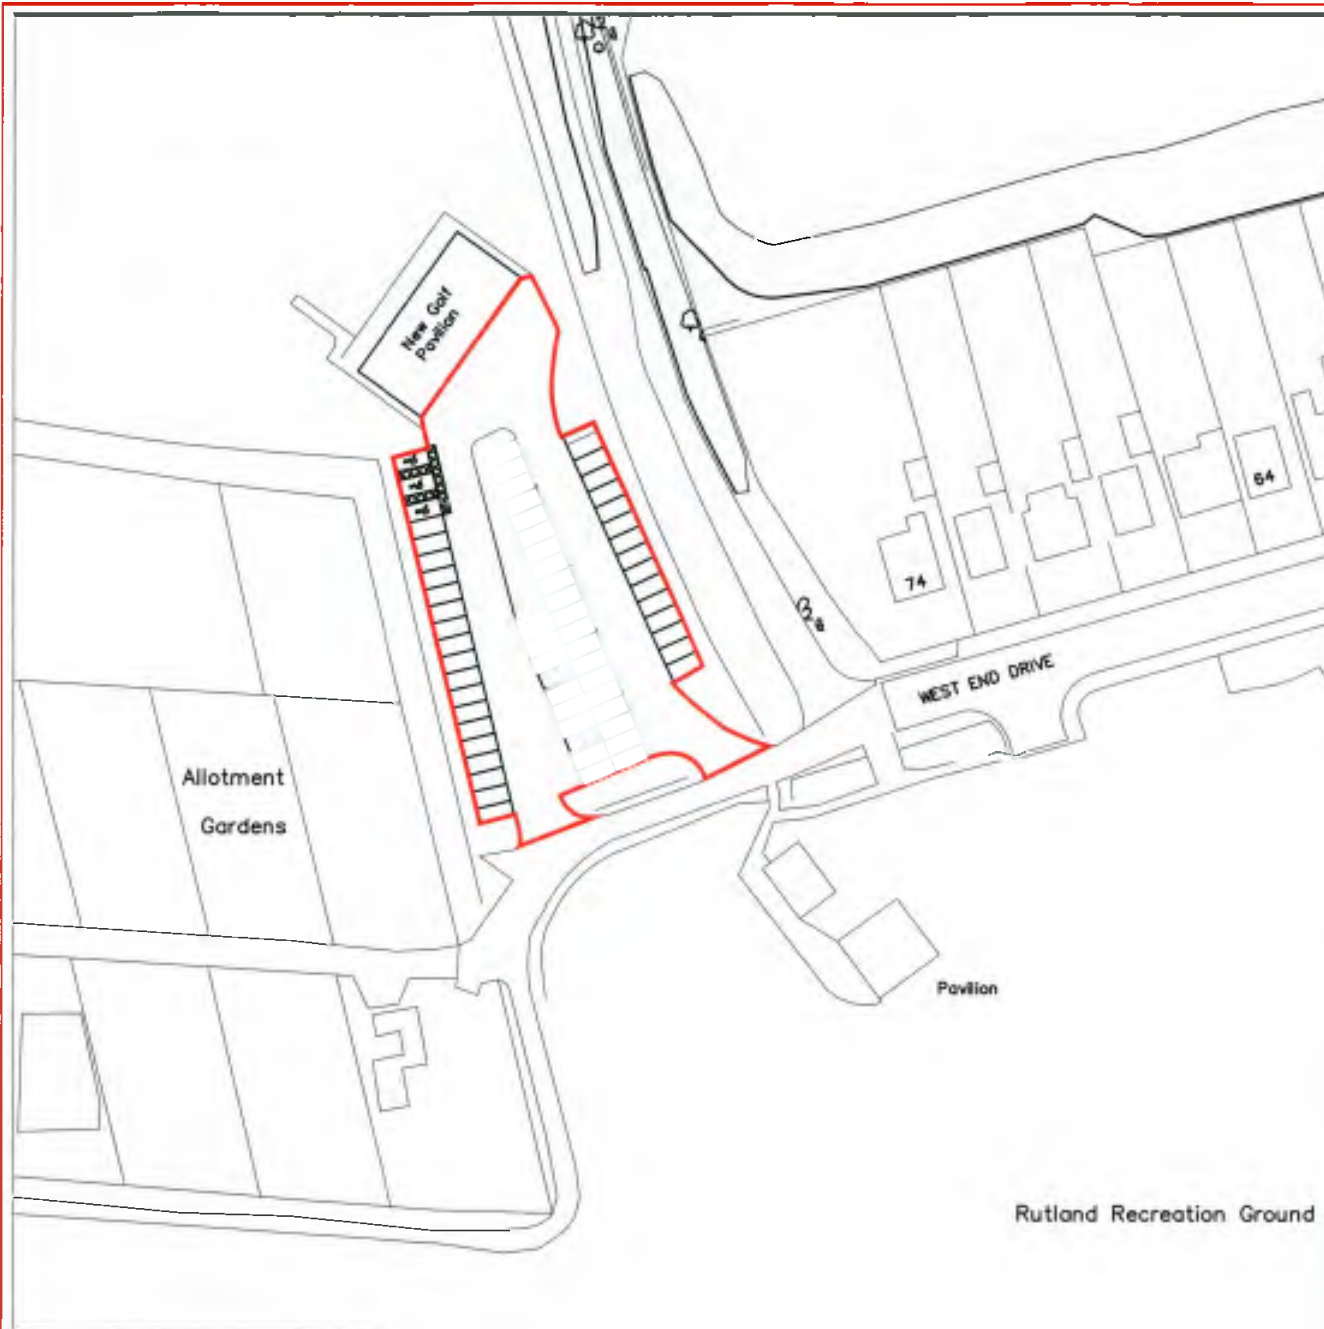 New Golf
Pavilion
64
74
WEST END DRIVE
Allotment
Gardens
Pavilion
Rutland Recreation Ground